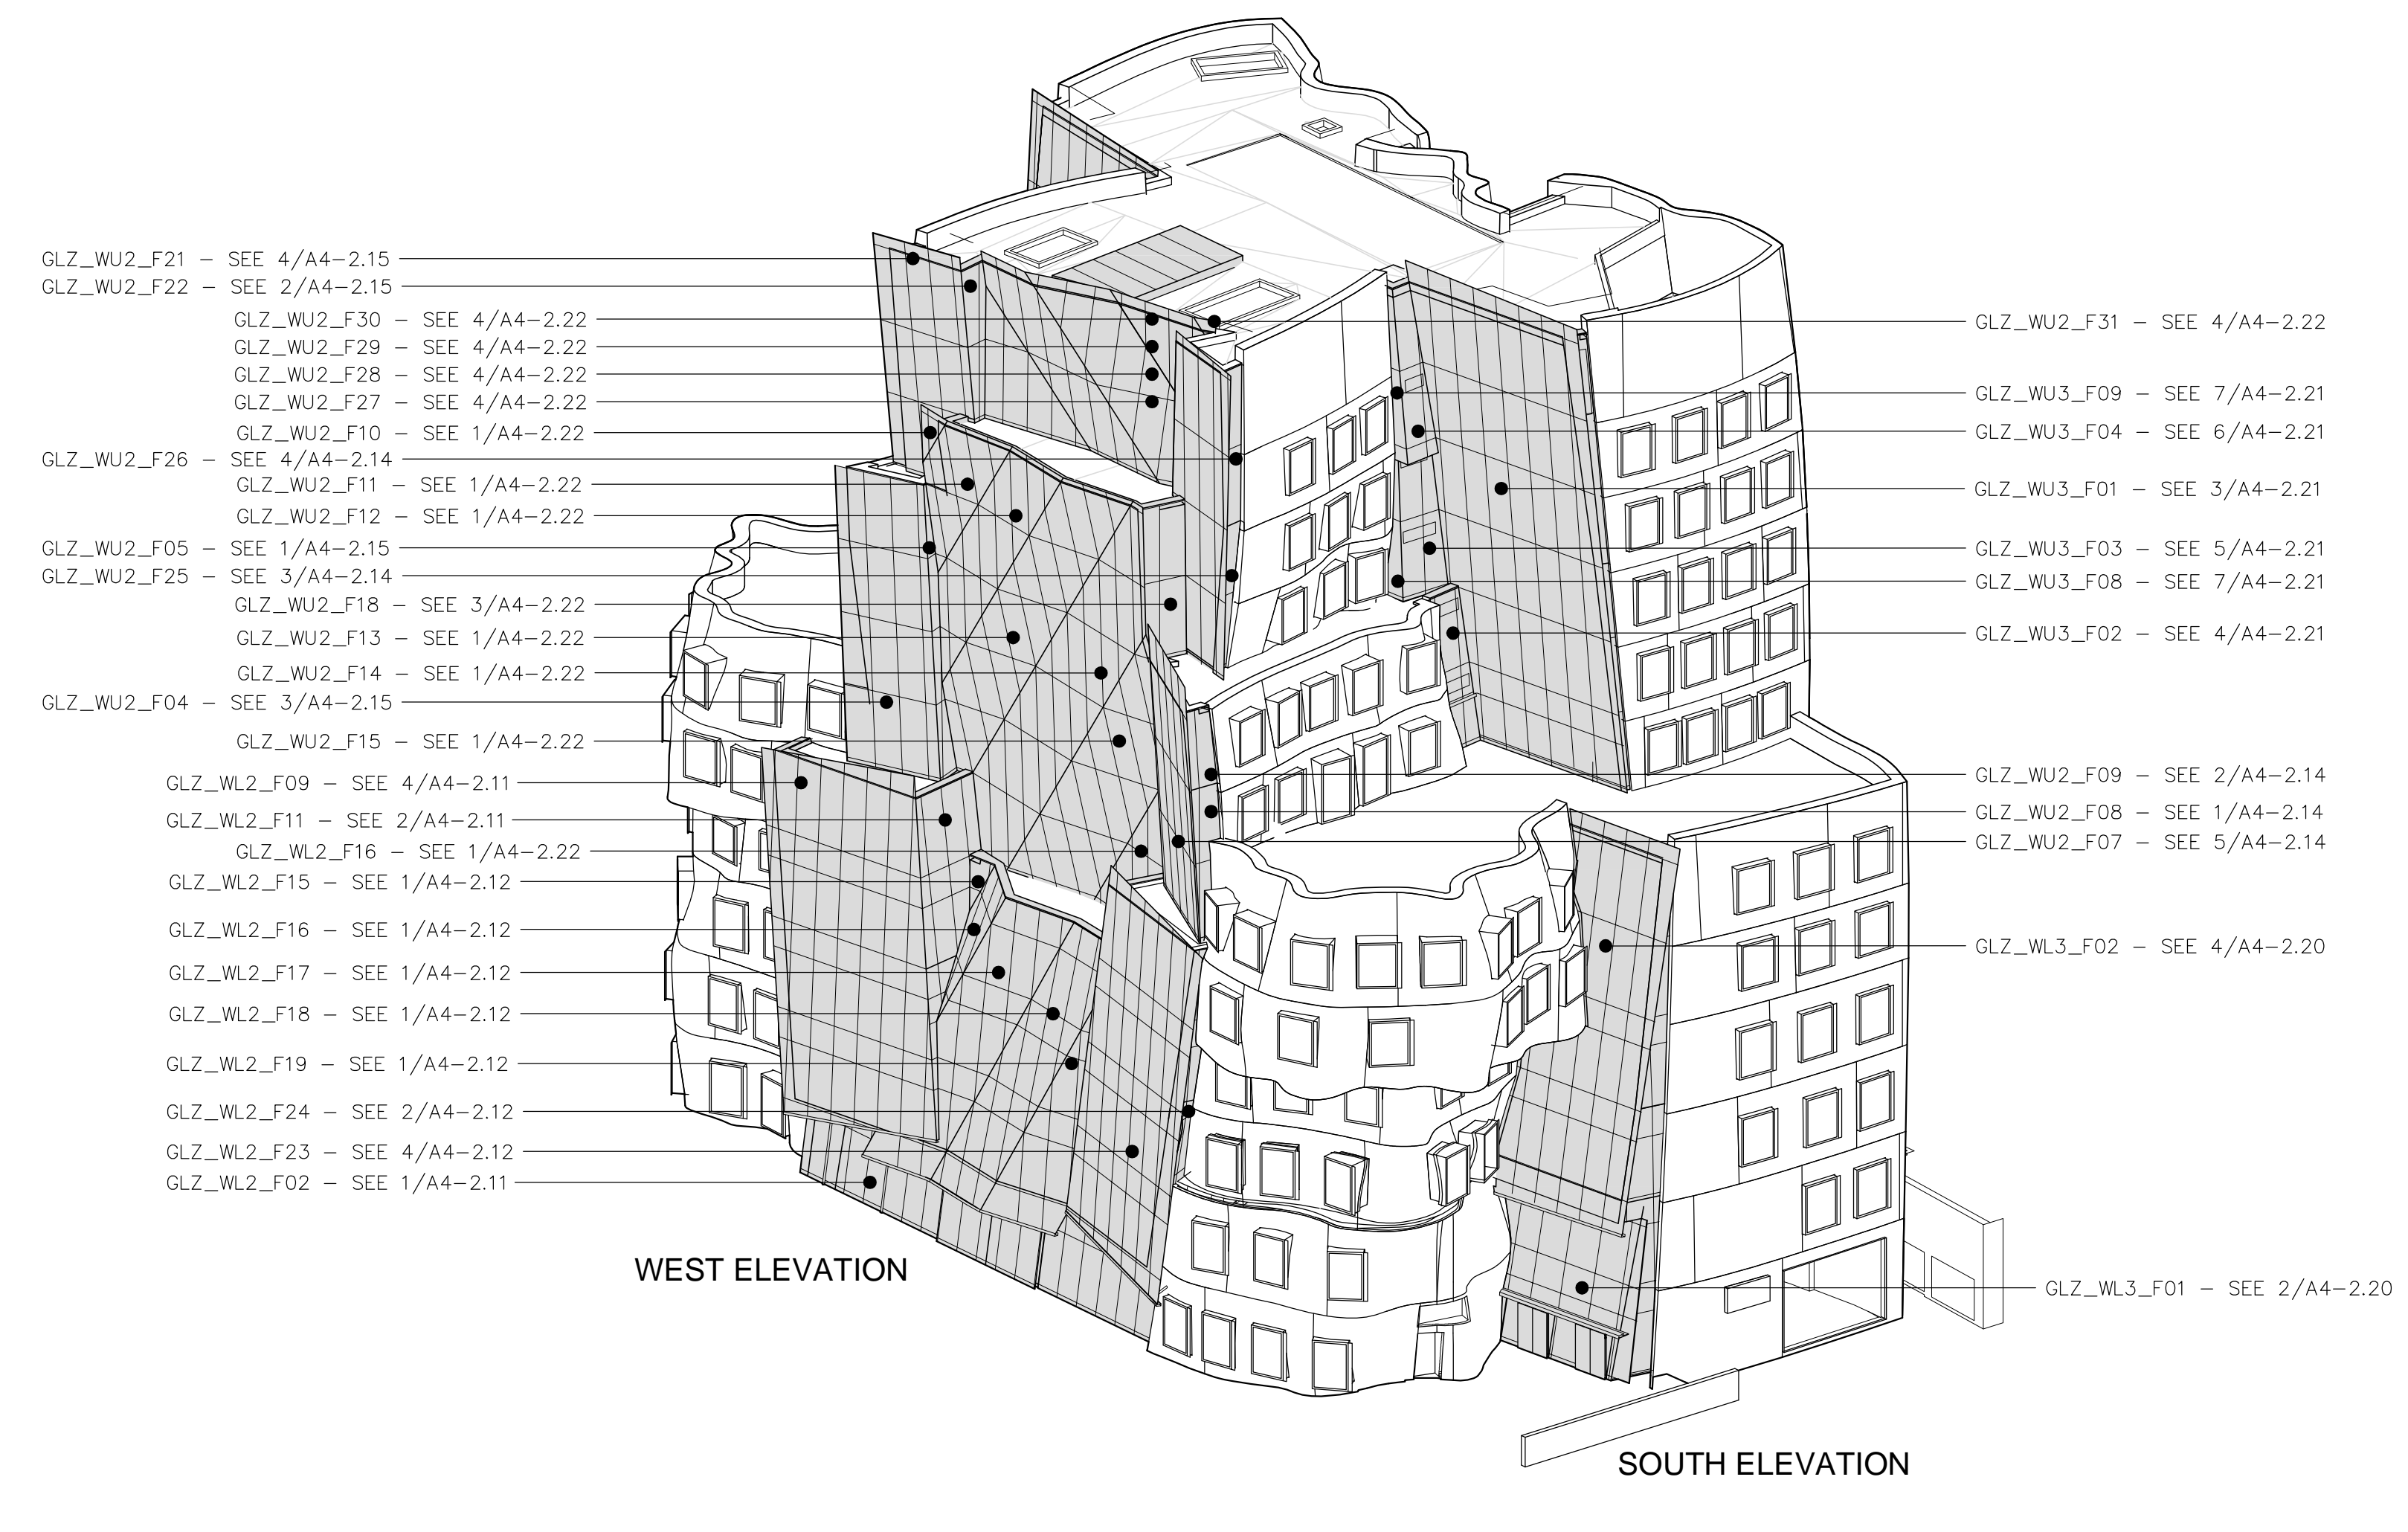 GLZ_WU2_F21 – SEE 4/A4–2.15
GLZ_WU2_F22 – SEE 2/A4–2.15
GLZ_WU2_F30 – SEE 4/A4–2.22
GLZ_WU2_F29 – SEE 4/A4–2.22
GLZ_WU2_F28 – SEE 4/A4–2.22
GLZ_WU2_F27 – SEE 4/A4–2.22
GLZ_WU2_F10 – SEE 1/A4–2.22
GLZ_WU2_F26 – SEE 4/A4–2.14
GLZ_WU2_F11 – SEE 1/A4–2.22
GLZ_WU2_F12 – SEE 1/A4–2.22
GLZ_WU2_F05 – SEE 1/A4–2.15
GLZ_WU2_F25 – SEE 3/A4–2.14
GLZ_WU2_F18 – SEE 3/A4–2.22
GLZ_WU2_F13 – SEE 1/A4–2.22
GLZ_WU2_F14 – SEE 1/A4–2.22
GLZ_WU2_F04 – SEE 3/A4–2.15
GLZ_WU2_F15 – SEE 1/A4–2.22
GLZ_WL2_F09 – SEE 4/A4–2.11
GLZ_WL2_F11 – SEE 2/A4–2.11
GLZ_WL2_F16 – SEE 1/A4–2.22
GLZ_WL2_F15 – SEE 1/A4–2.12
GLZ_WL2_F16 – SEE 1/A4–2.12
GLZ_WL2_F17 – SEE 1/A4–2.12
GLZ_WL2_F18 – SEE 1/A4–2.12
GLZ_WL2_F19 – SEE 1/A4–2.12
GLZ_WL2_F24 – SEE 2/A4–2.12
GLZ_WL2_F23 – SEE 4/A4–2.12
GLZ_WL2_F02 – SEE 1/A4–2.11
WEST ELEVATION
GLZ_WU2_F31 – SEE 4/A4–2.22
GLZ_WU3_F09 – SEE 7/A4–2.21
GLZ_WU3_F04 – SEE 6/A4–2.21
GLZ_WU3_F01 – SEE 3/A4–2.21
GLZ_WU3_F03 – SEE 5/A4–2.21
GLZ_WU3_F08 – SEE 7/A4–2.21
GLZ_WU3_F02 – SEE 4/A4–2.21
GLZ_WU2_F09 – SEE 2/A4–2.14
GLZ_WU2_F08 – SEE 1/A4–2.14
GLZ_WU2_F07 – SEE 5/A4–2.14
GLZ_WL3_F02 – SEE 4/A4–2.20
GLZ_WL3_F01 – SEE 2/A4–2.20
SOUTH ELEVATION